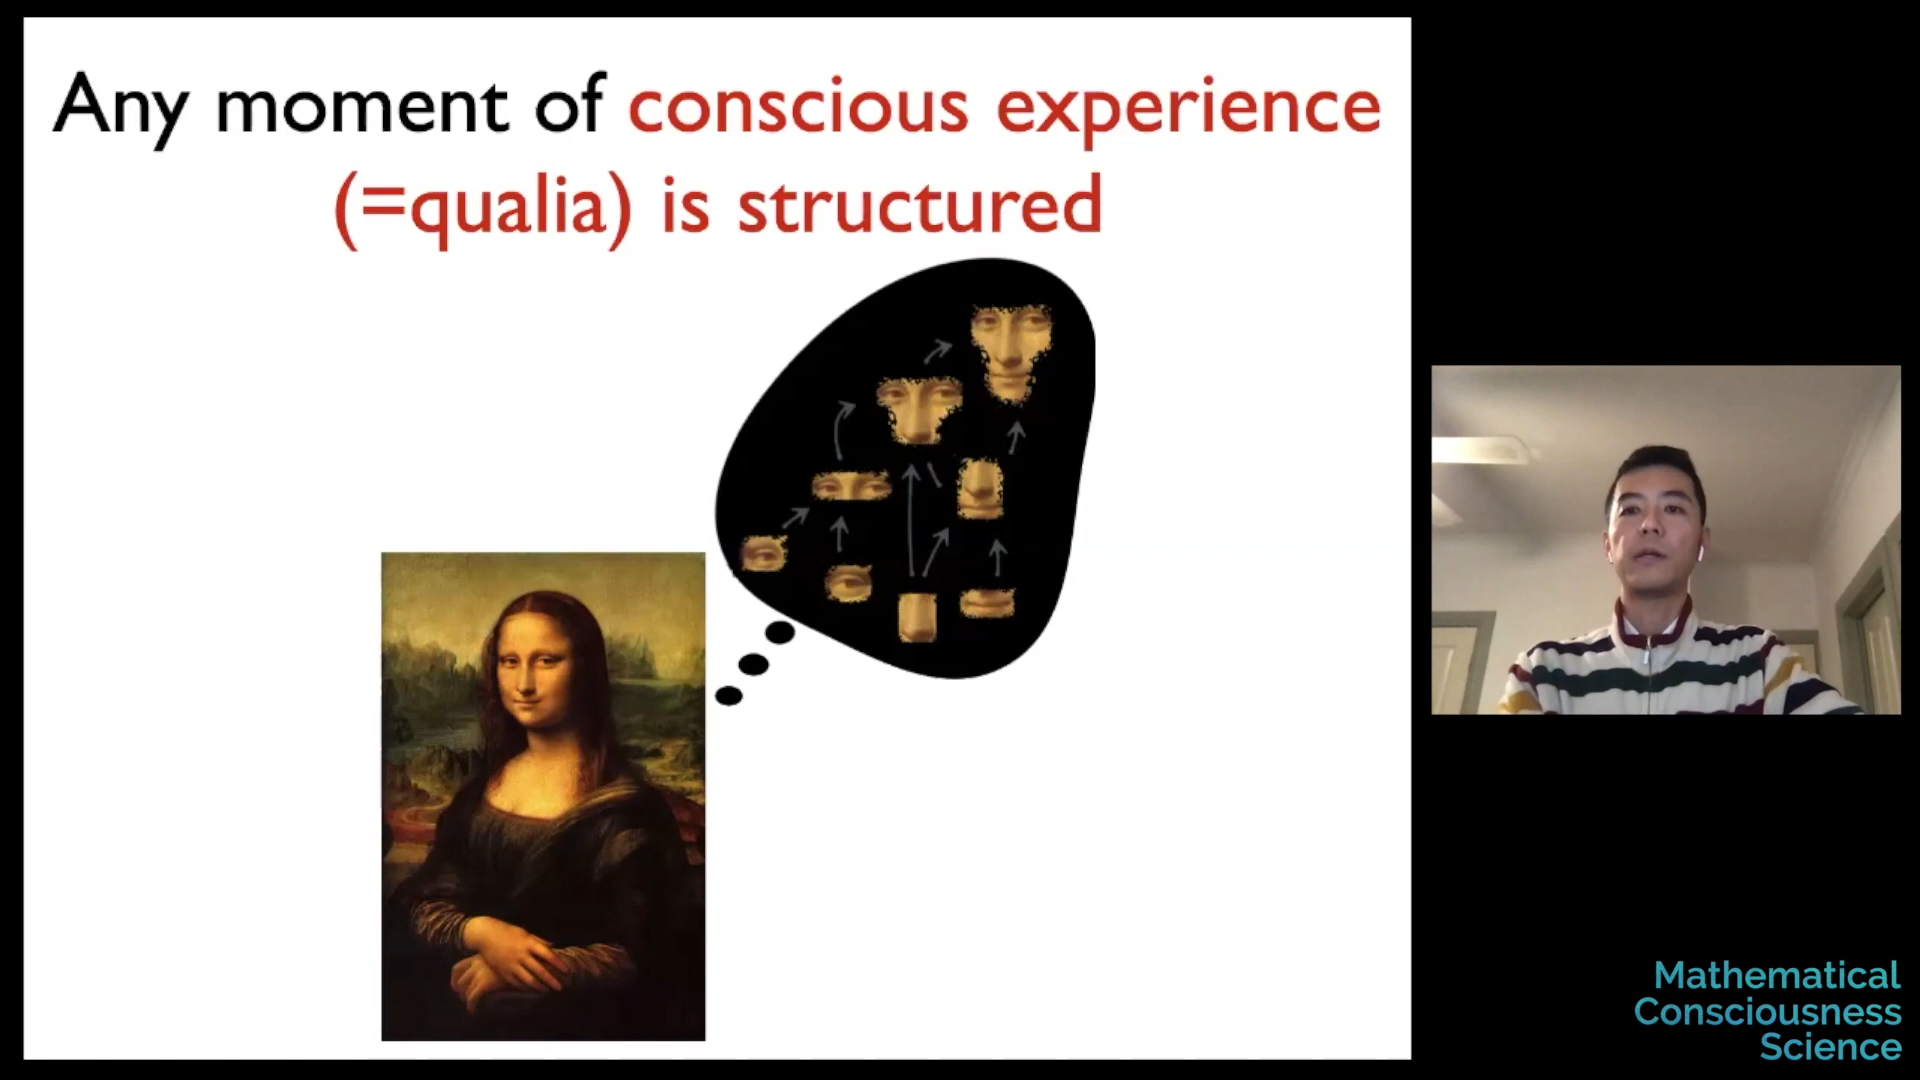 Any moment of conscious experience
(=qualia) is structured
Mathematical
Consciousness
Science